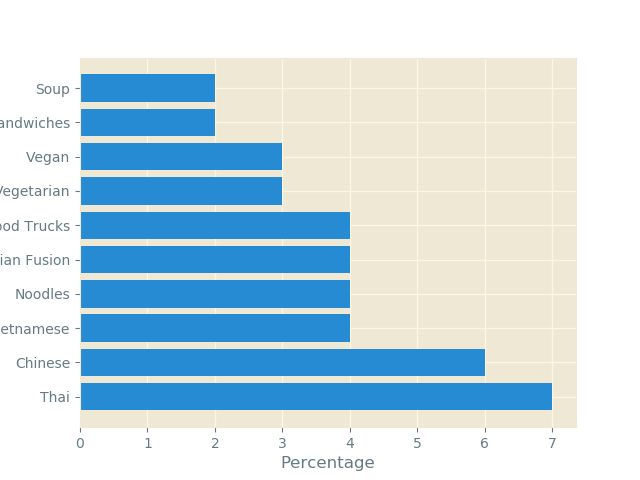 Soup
andwiches
Vegan
Vegetarian
ood Trucks
ian Fusion
Noodles
etnamese
Chinese
Thai
0 1 2 3 4 5 6 7
Percentage